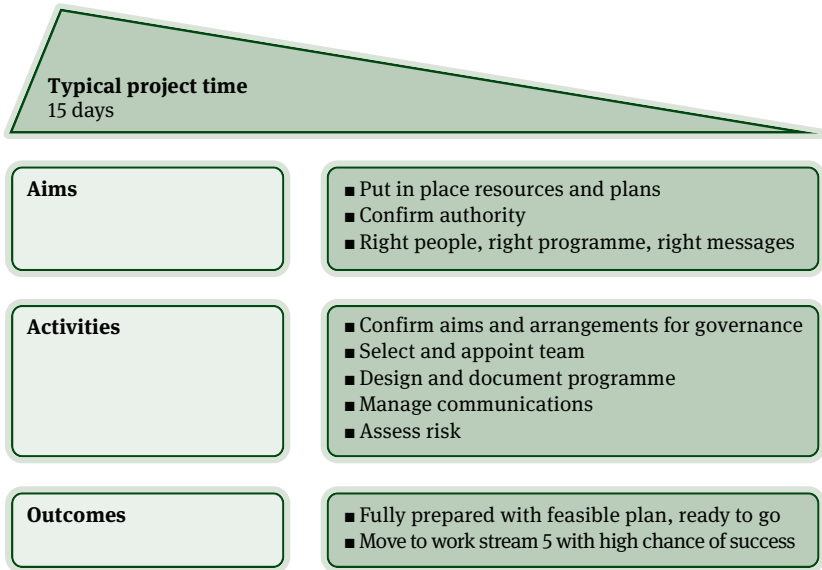 Typical project time
15 days
Aims
■ Put in place resources and plans
■ Confirm authority
■ Right people, right programme, right messages
Activities
■ Confirm aims and arrangements for governance
■ Select and appoint team
■ Design and document programme
■ Manage communications
■ Assess risk
Outcomes
■ Fully prepared with feasible plan, ready to go
■ Move to work stream 5 with high chance of success